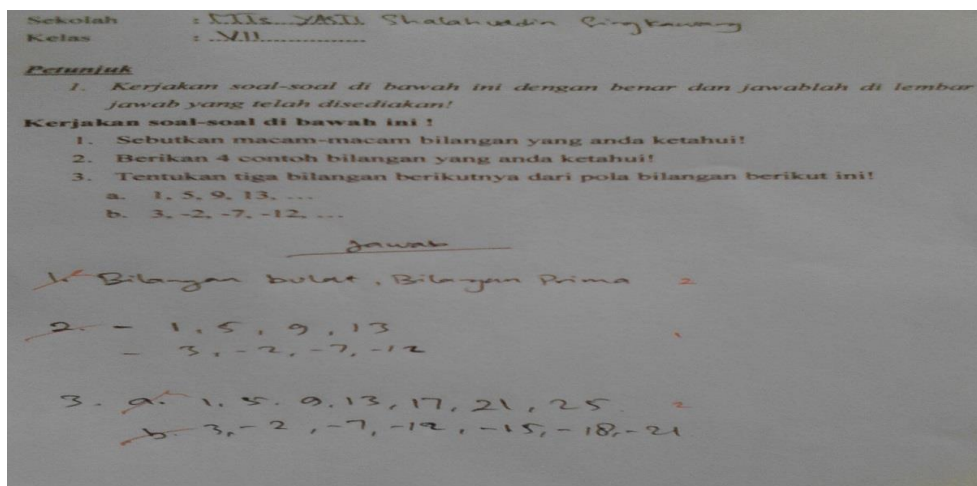 Sekolah : MTs YASTI Shalahuddin Singkawang
Kelas : VII
Petunjuk
1. Kerjakan soal-soal di bawah ini dengan benar dan jawablah di lembar
jawab yang telah disediakan!
Kerjakan soal-soal di bawah ini !
1. Sebutkan macam-macam bilangan yang anda ketahui!
2. Berikan 4 contoh bilangan yang anda ketahui!
3. Tentukan tiga bilangan berikutnya dari pola bilangan berikut ini!
a. 1, 5, 9, 13, ...
b. 3, -2, -7, -12, ...
Jawab
1. Bilangan bulat, Bilangan Prima 2
2. - 1, 5, 9, 13 1
- 3, -2, -7, -12
3. a. 1, 5, 9, 13, 17, 21, 25. 2
b. 3, -2, -7, -12, -15, -18, -21